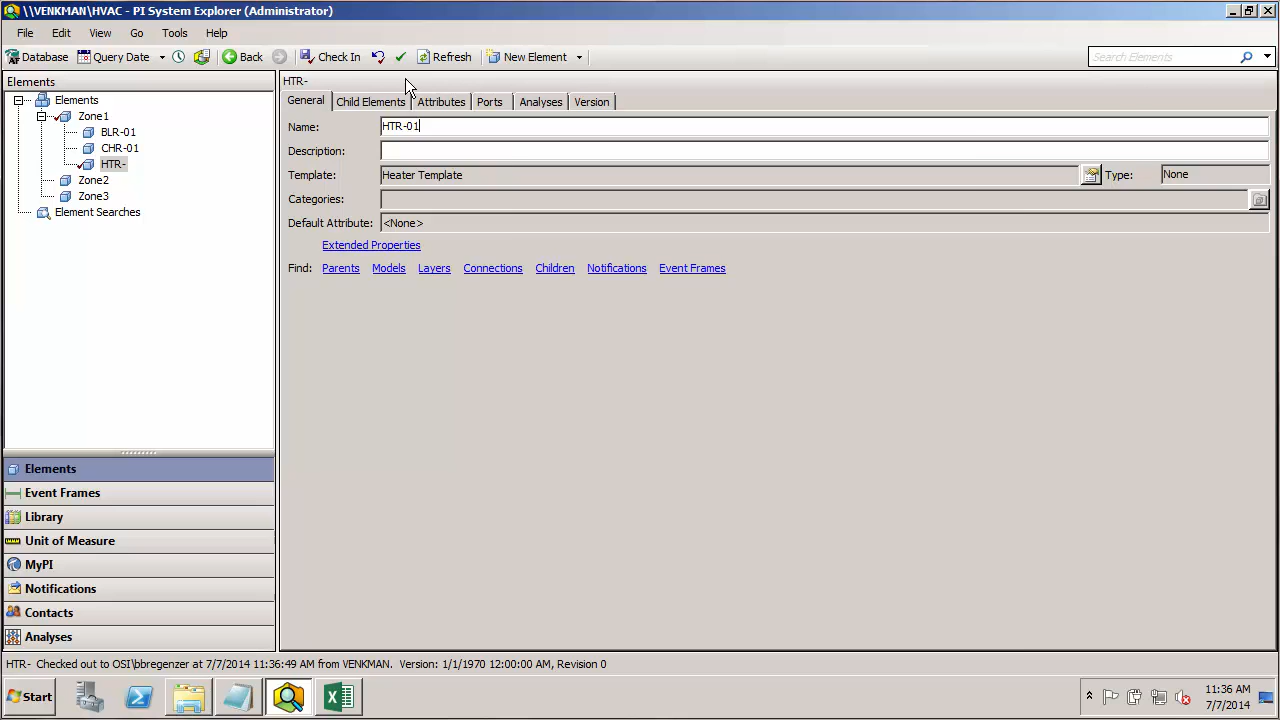 \\VENKMAN\HVAC - PI System Explorer (Administrator)
File Edit View Go Tools Help
Database Query Date Back Check In Refresh New Element Search Elements
Elements
HTR-
Elements
Zone1
BLR-01
CHR-01
HTR-
Zone2
Zone3
Element Searches
General Child Elements Attributes Ports Analyses Version
Name: HTR-01
Description:
Template: Heater Template Type: None
Categories:
Default Attribute: <None>
Extended Properties
Find: Parents Models Layers Connections Children Notifications Event Frames
Elements
Event Frames
Library
Unit of Measure
MyPI
Notifications
Contacts
Analyses
HTR- Checked out to OSI\bbregenzer at 7/7/2014 11:36:49 AM from VENKMAN. Version: 1/1/1970 12:00:00 AM, Revision 0
Start
11:36 AM
7/7/2014